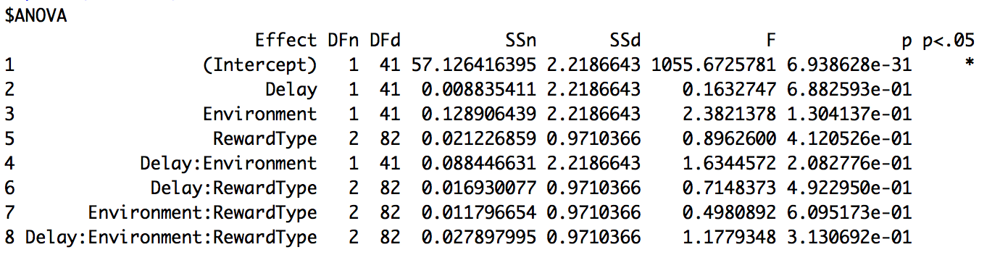 $ANOVA
Effect DFn DFd SSn SSd F p p<.05
1 (Intercept) 1 41 57.126416395 2.2186643 1055.6725781 6.938628e-31 *
2 Delay 1 41 0.008835411 2.2186643 0.1632747 6.882593e-01
3 Environment 1 41 0.128906439 2.2186643 2.3821378 1.304137e-01
5 RewardType 2 82 0.021226859 0.9710366 0.8962600 4.120526e-01
4 Delay:Environment 1 41 0.088446631 2.2186643 1.6344572 2.082776e-01
6 Delay:RewardType 2 82 0.016930077 0.9710366 0.7148373 4.922950e-01
7 Environment:RewardType 2 82 0.011796654 0.9710366 0.4980892 6.095173e-01
8 Delay:Environment:RewardType 2 82 0.027897995 0.9710366 1.1779348 3.130692e-01